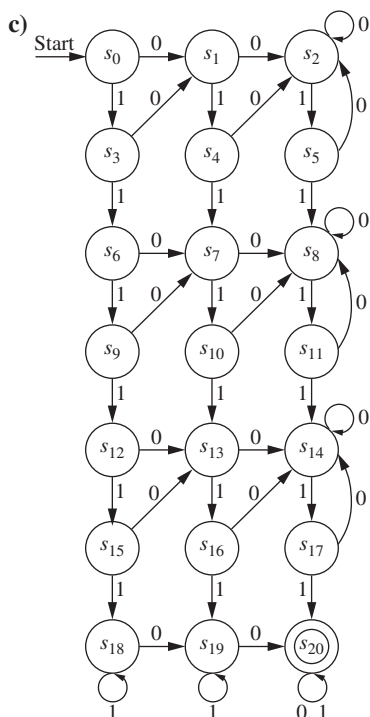 c)
Start
s0 0 s1 0 s2 0
1 0 1 0 1 0
s3 s4 s5
1 1 1 0
s6 0 s7 0 s8
1 0 1 0 1 0
s9 s10 s11
1 1 1 0
s12 0 s13 0 s14
1 0 1 0 1 0
s15 s16 s17
1 1 1
s18 0 s19 0 s20
1 1 0, 1